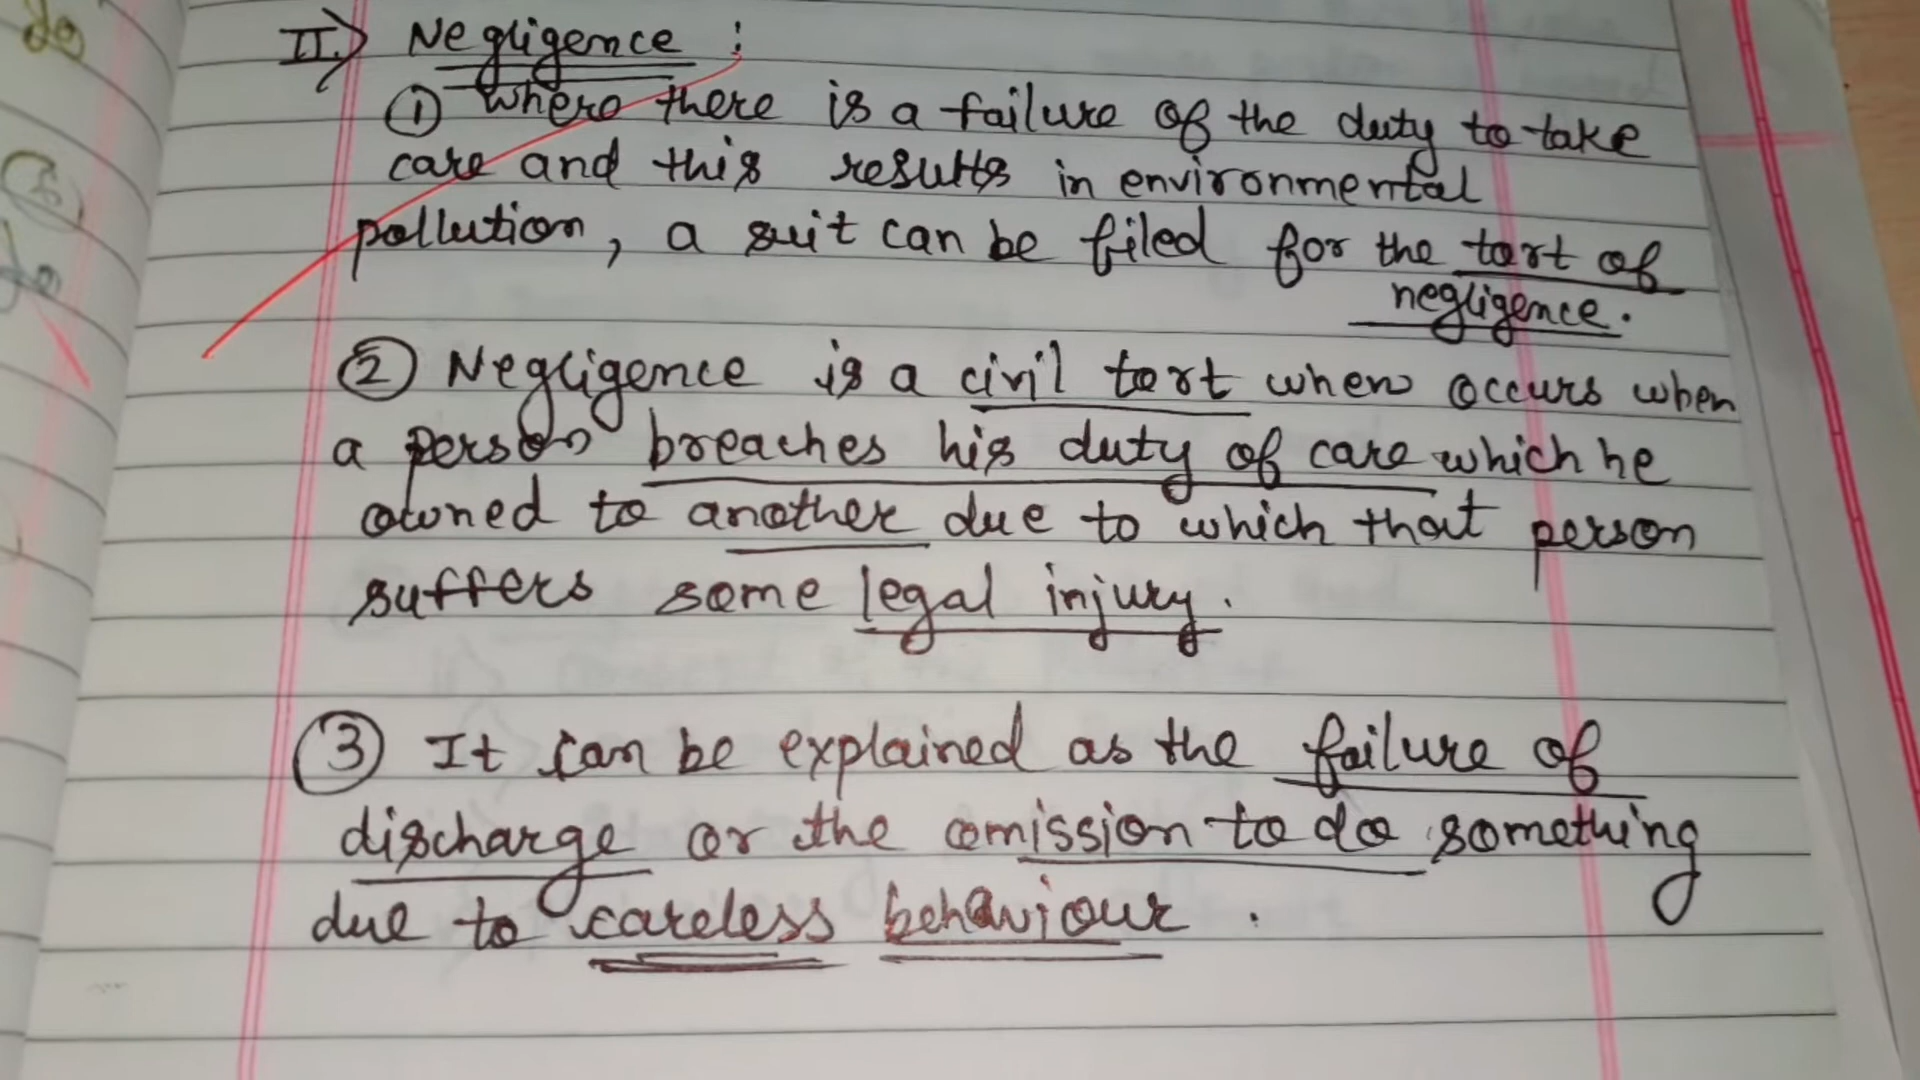 II.) Negligence :
① where there is a failure of the duty to take
care and this results in environmental
pollution, a suit can be filed for the tort of
negligence.
② Negligence is a civil tort when occurs when
a person breaches his duty of care which he
owned to another due to which that person
suffers some legal injury.
③ It can be explained as the failure of
discharge or the omission to do something
due to careless behaviour.